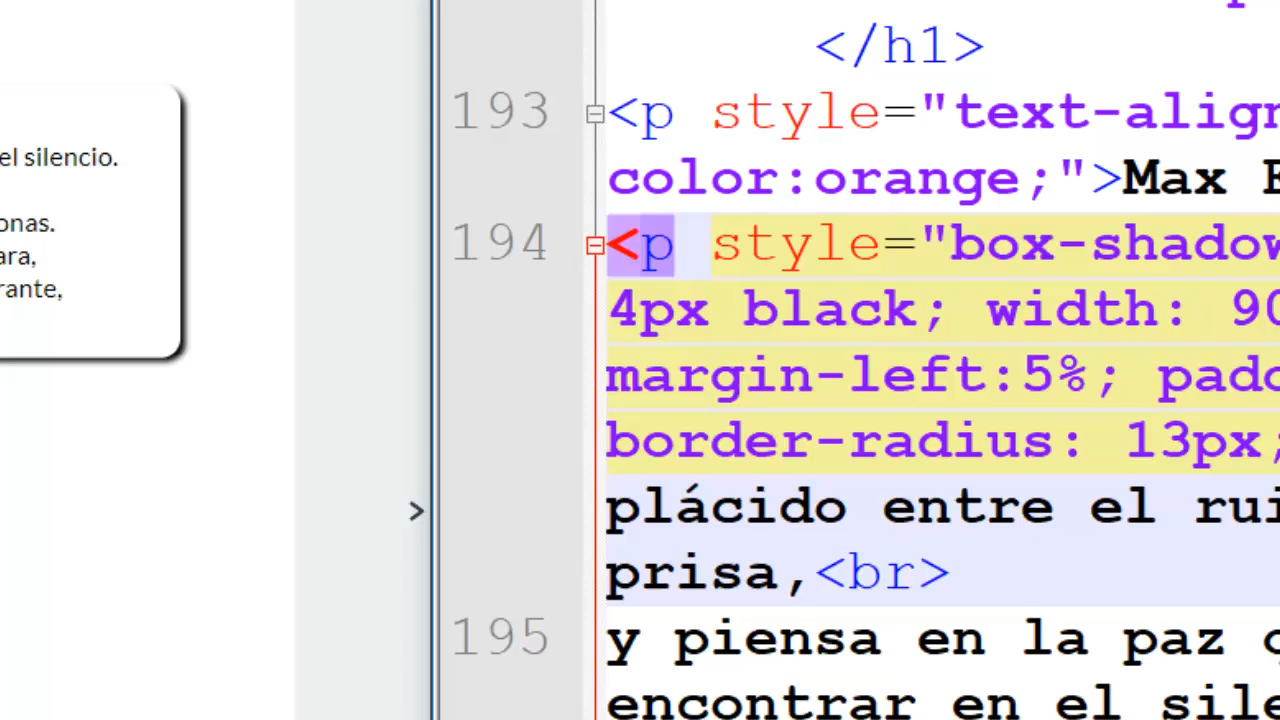 el silencio.
onas.
ara,
rante,
>
</h1>
193 <p style="text-align
color:orange;">Max E
194 <p style="box-shadow
4px black; width: 90
margin-left:5%; padd
border-radius: 13px;
plácido entre el rui
prisa,<br>
195 y piensa en la paz q
encontrar en el sile